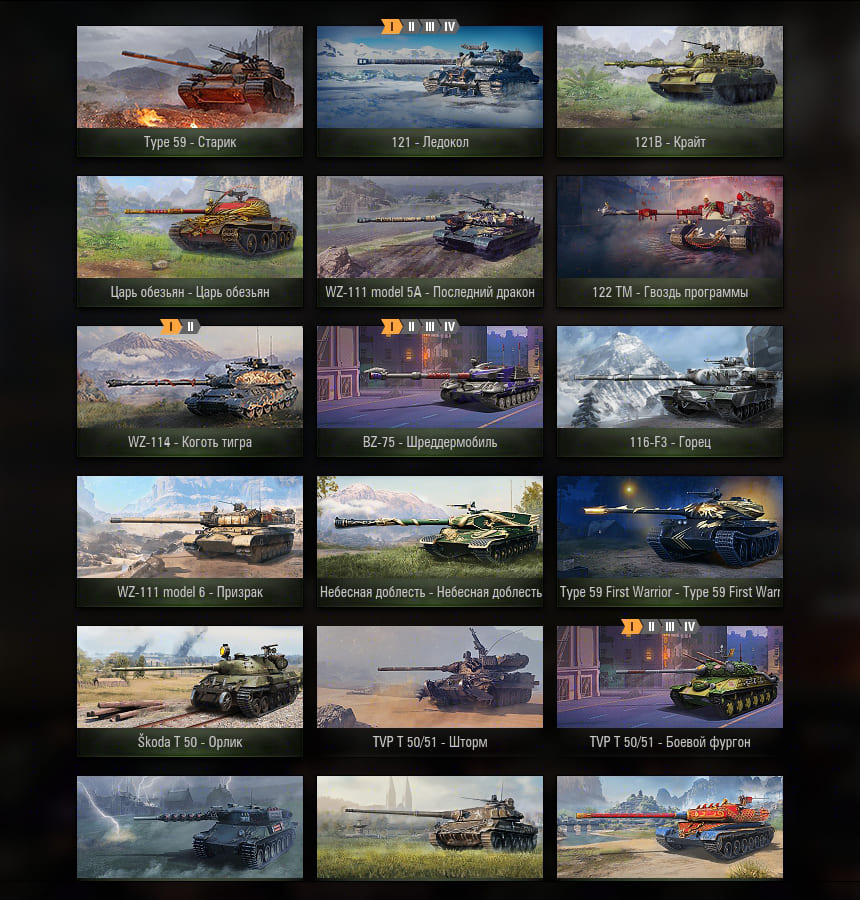 I II III IV
Type 59 - Старик
121 - Ледокол
121B - Крайт
Царь обезьян - Царь обезьян
WZ-111 model 5A - Последний дракон
122 TM - Гвоздь программы
I II
I II III IV
WZ-114 - Коготь тигра
BZ-75 - Шреддермобиль
116-F3 - Горец
WZ-111 model 6 - Призрак
Небесная доблесть - Небесная доблесть
Type 59 First Warrior - Type 59 First Warr
I II III IV
Škoda T 50 - Орлик
TVP T 50/51 - Шторм
TVP T 50/51 - Боевой фургон